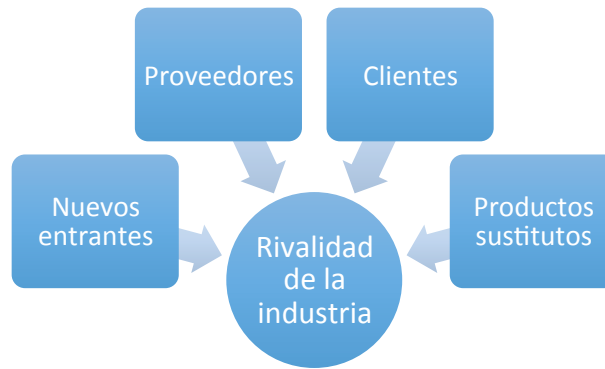 Proveedores
Clientes
Nuevos
entrantes
Productos
sustitutos
Rivalidad
de la
industria